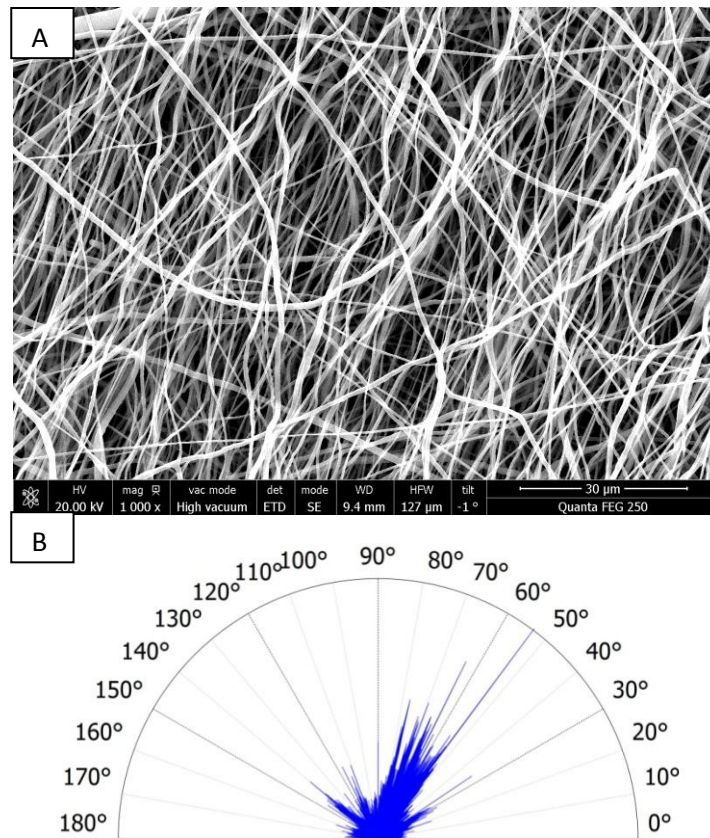 A
HV mag vac mode det mode WD HFW tilt 30 µm
20.00 kV 1 000 x High vacuum ETD SE 9.4 mm 127 µm -1 ° Quanta FEG 250
B
90°
100° 80°
110° 70°
120° 60°
130° 50°
140° 40°
150° 30°
160° 20°
170° 10°
180° 0°